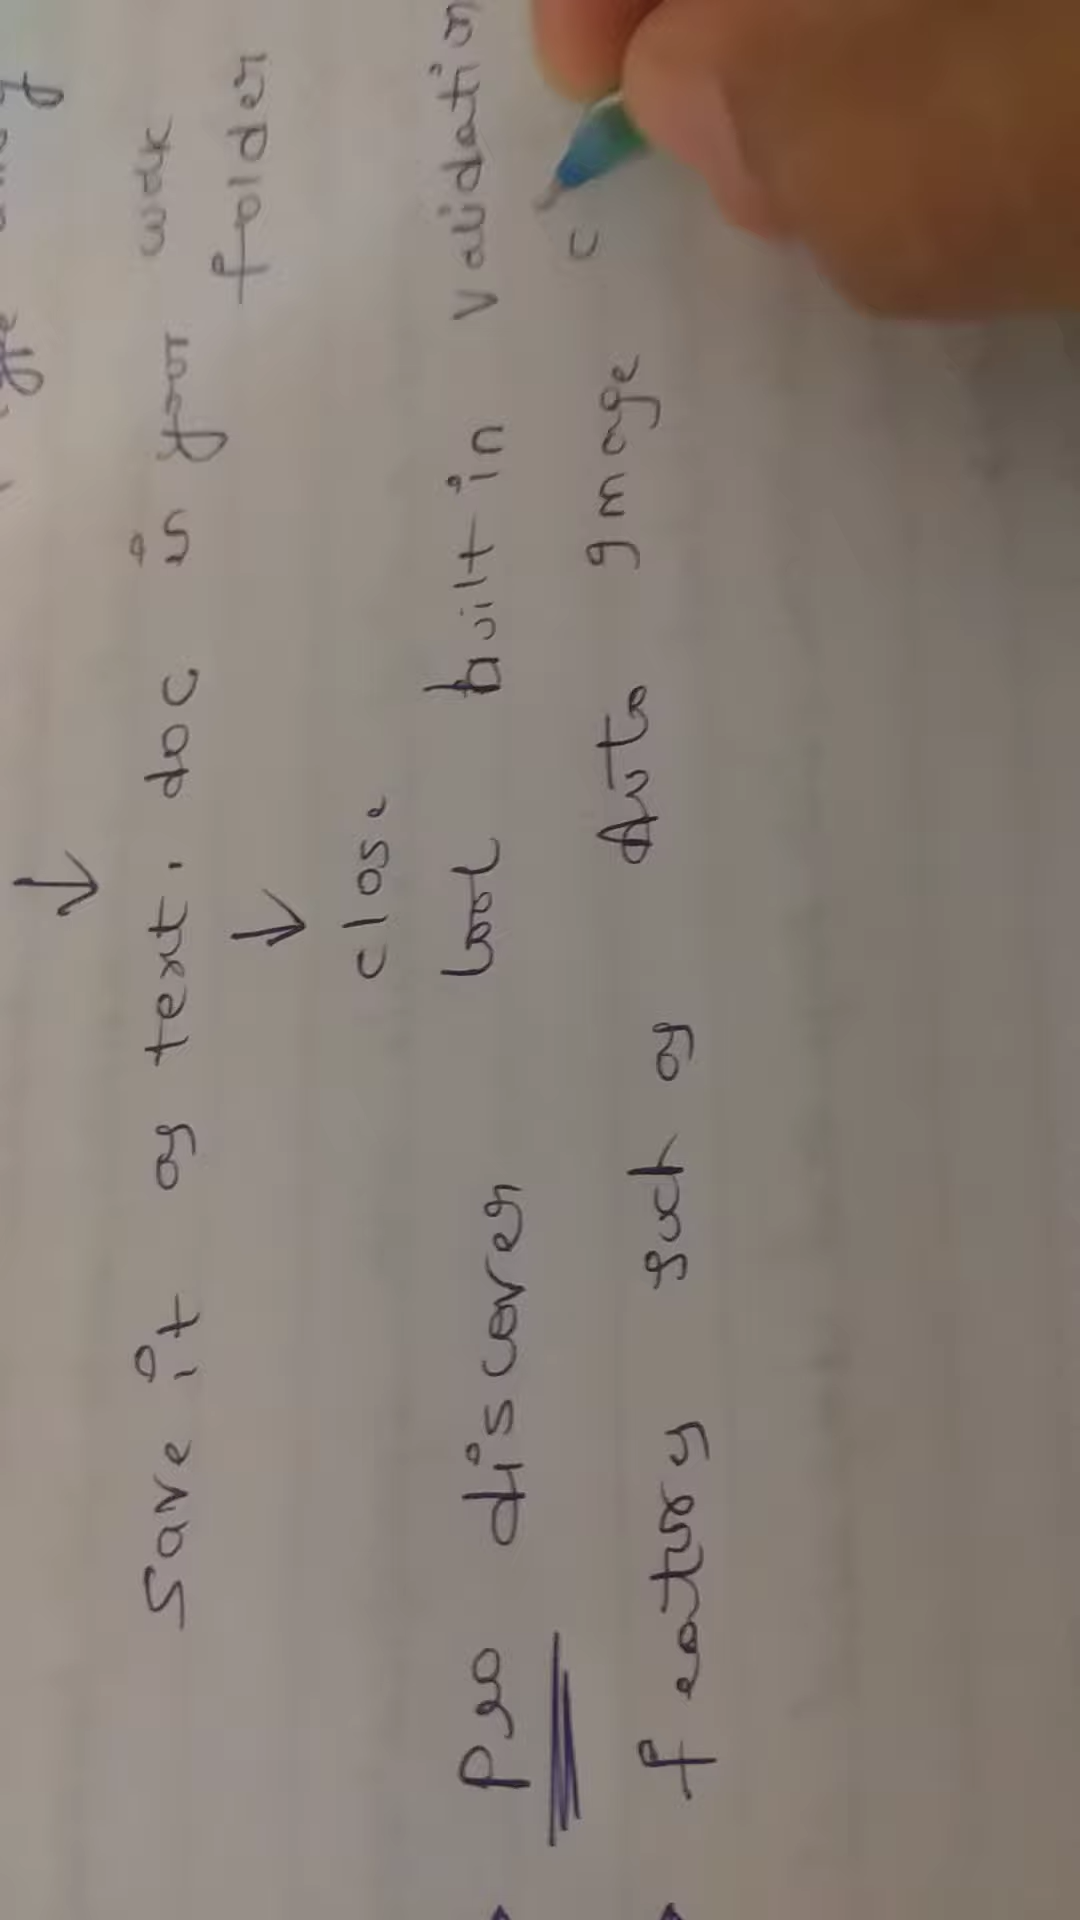 ↓
Save it as text.doc in your wok
folder
↓
close
Pro discover tool built in validation
features such as Auto image c